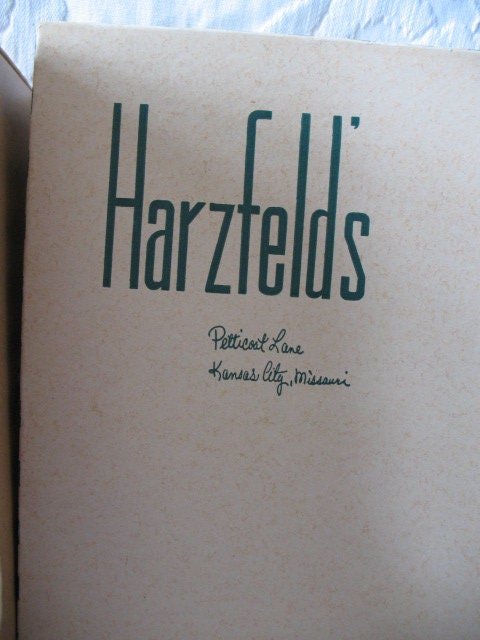 Harzfeld's
Petticoat Lane
Kansas City, Missouri